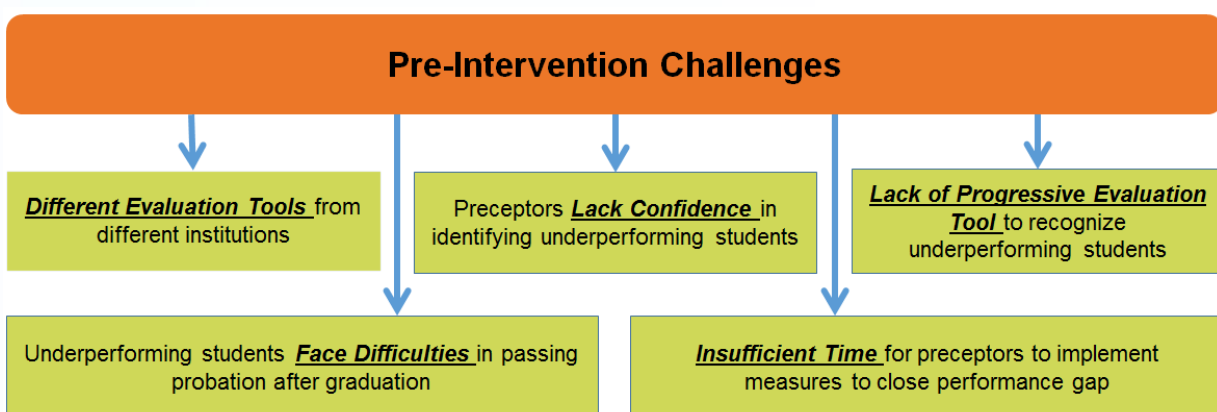 Pre-Intervention Challenges
Different Evaluation Tools from
different institutions
Preceptors Lack Confidence in
identifying underperforming students
Lack of Progressive Evaluation
Tool to recognize
underperforming students
Underperforming students Face Difficulties in passing
probation after graduation
Insufficient Time for preceptors to implement
measures to close performance gap